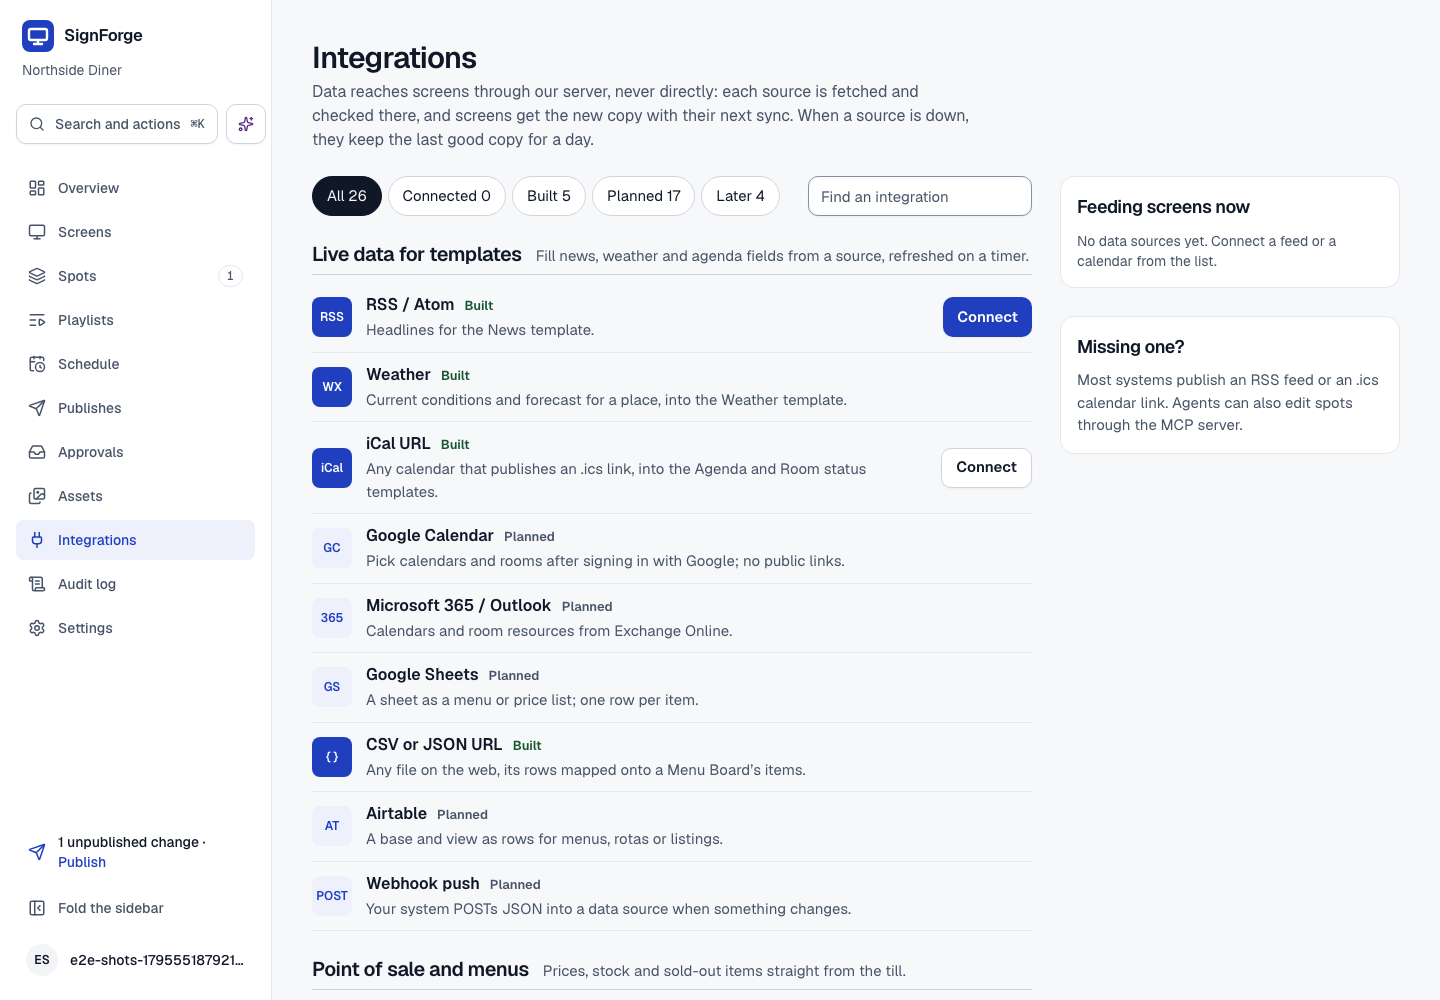 SignForge
Northside Diner
Search and actions ⌘K
Overview
Screens
Spots 1
Playlists
Schedule
Publishes
Approvals
Assets
Integrations
Audit log
Settings
1 unpublished change ·
Publish
Fold the sidebar
ES e2e-shots-179555187921…
Integrations
Data reaches screens through our server, never directly: each source is fetched and
checked there, and screens get the new copy with their next sync. When a source is down,
they keep the last good copy for a day.
All 26 Connected 0 Built 5 Planned 17 Later 4 Find an integration
Live data for templates Fill news, weather and agenda fields from a source, refreshed on a timer.
RSS RSS / Atom Built
Headlines for the News template.
Connect
WX Weather Built
Current conditions and forecast for a place, into the Weather template.
iCal iCal URL Built
Any calendar that publishes an .ics link, into the Agenda and Room status
templates.
Connect
GC Google Calendar Planned
Pick calendars and rooms after signing in with Google; no public links.
365 Microsoft 365 / Outlook Planned
Calendars and room resources from Exchange Online.
GS Google Sheets Planned
A sheet as a menu or price list; one row per item.
{} CSV or JSON URL Built
Any file on the web, its rows mapped onto a Menu Board's items.
AT Airtable Planned
A base and view as rows for menus, rotas or listings.
POST Webhook push Planned
Your system POSTs JSON into a data source when something changes.
Point of sale and menus Prices, stock and sold-out items straight from the till.
Feeding screens now
No data sources yet. Connect a feed or a
calendar from the list.
Missing one?
Most systems publish an RSS feed or an .ics
calendar link. Agents can also edit spots
through the MCP server.